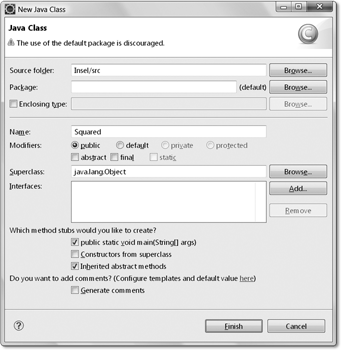 New Java Class
Java Class
The use of the default package is discouraged.
Source folder: Insel/src Browse...
Package: (default) Browse...
Enclosing type: Browse...
Name: Squared
Modifiers: public default private protected
abstract final static
Superclass: java.lang.Object Browse...
Interfaces: Add...
Remove
Which method stubs would you like to create?
public static void main(String[] args)
Constructors from superclass
Inherited abstract methods
Do you want to add comments? (Configure templates and default value here)
Generate comments
? Finish Cancel